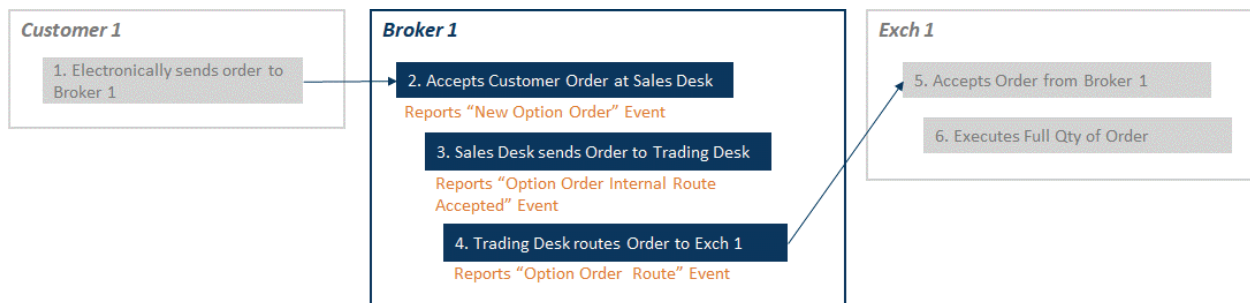 Customer 1
1. Electronically sends order to
Broker 1
Broker 1
2. Accepts Customer Order at Sales Desk
Reports “New Option Order” Event
3. Sales Desk sends Order to Trading Desk
Reports “Option Order Internal Route
Accepted” Event
4. Trading Desk routes Order to Exch 1
Reports “Option Order Route” Event
Exch 1
5. Accepts Order from Broker 1
6. Executes Full Qty of Order